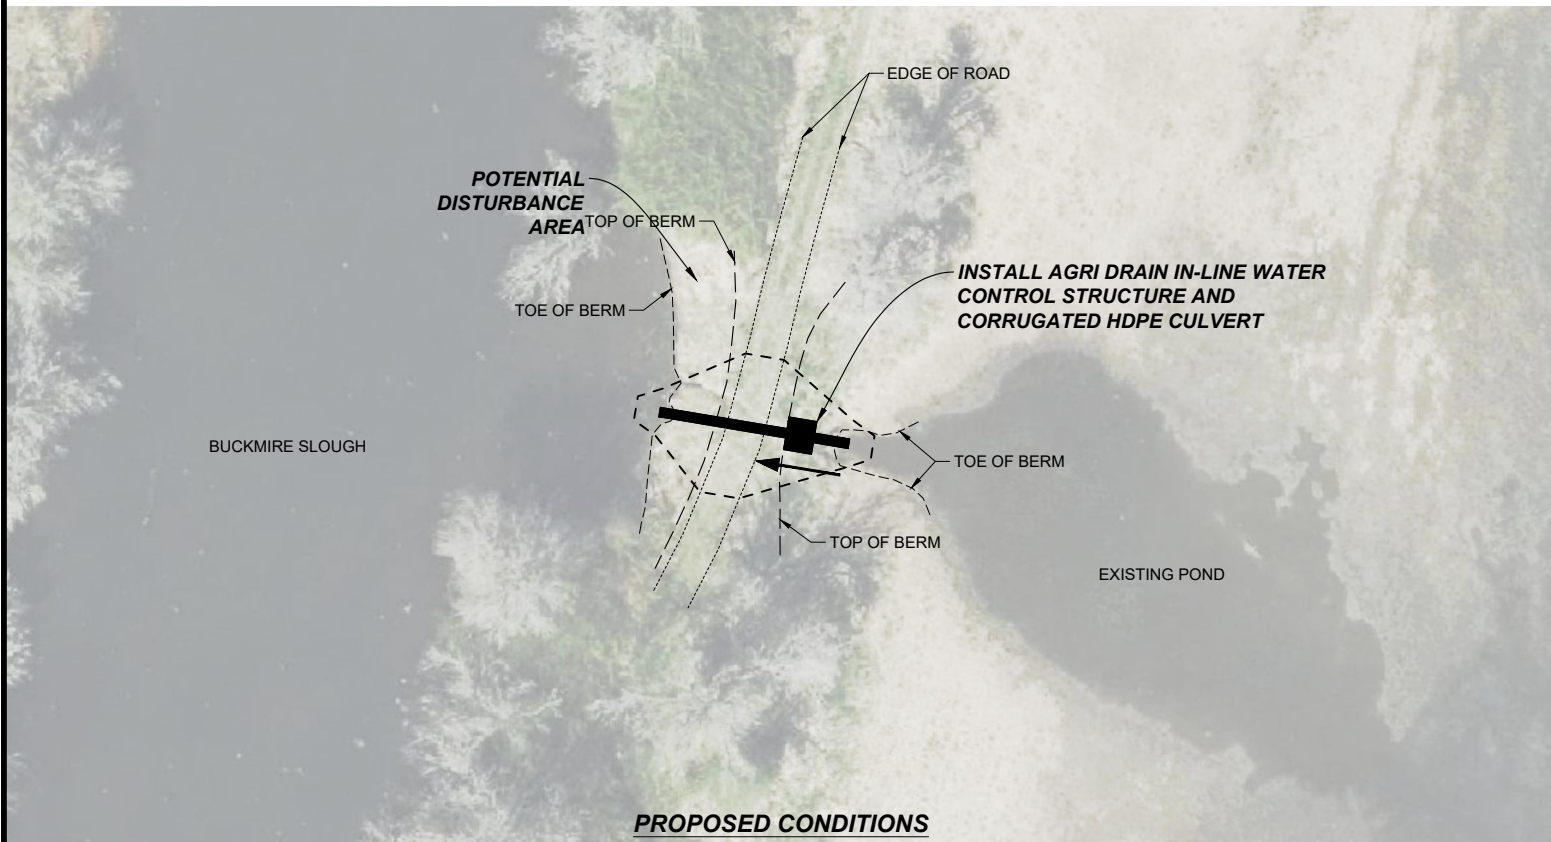 EDGE OF ROAD
POTENTIAL
DISTURBANCE
AREA
TOP OF BERM
INSTALL AGRI DRAIN IN-LINE WATER
CONTROL STRUCTURE AND
CORRUGATED HDPE CULVERT
TOE OF BERM
BUCKMIRE SLOUGH
TOE OF BERM
TOP OF BERM
EXISTING POND
PROPOSED CONDITIONS